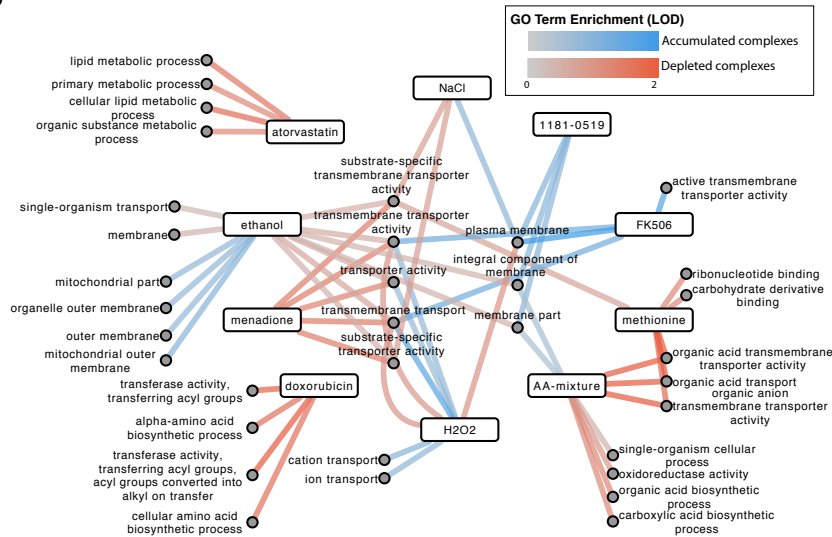 GO Term Enrichment (LOD)
Accumulated complexes
Depleted complexes
0
2
lipid metabolic process
primary metabolic process
cellular lipid metabolic
process
organic substance metabolic
process
atorvastatin
NaCl
1181-0519
substrate-specific
transmembrane transporter
activity
transmembrane transporter
activity
transporter activity
transmembrane transport
substrate-specific
transporter activity
plasma membrane
integral component of
membrane
membrane part
active transmembrane
transporter activity
FK506
single-organism transport
membrane
ethanol
mitochondrial part
organelle outer membrane
outer membrane
mitochondrial outer
membrane
menadione
ribonucleotide binding
carbohydrate derivative
binding
methionine
organic acid transmembrane
transporter activity
organic acid transport
organic anion
transmembrane transporter
activity
AA-mixture
doxorubicin
transferase activity,
transferring acyl groups
alpha-amino acid
biosynthetic process
transferase activity,
transferring acyl groups,
acyl groups converted into
alkyl on transfer
cellular amino acid
biosynthetic process
H2O2
cation transport
ion transport
single-organism cellular
process
oxidoreductase activity
organic acid biosynthetic
process
carboxylic acid biosynthetic
process